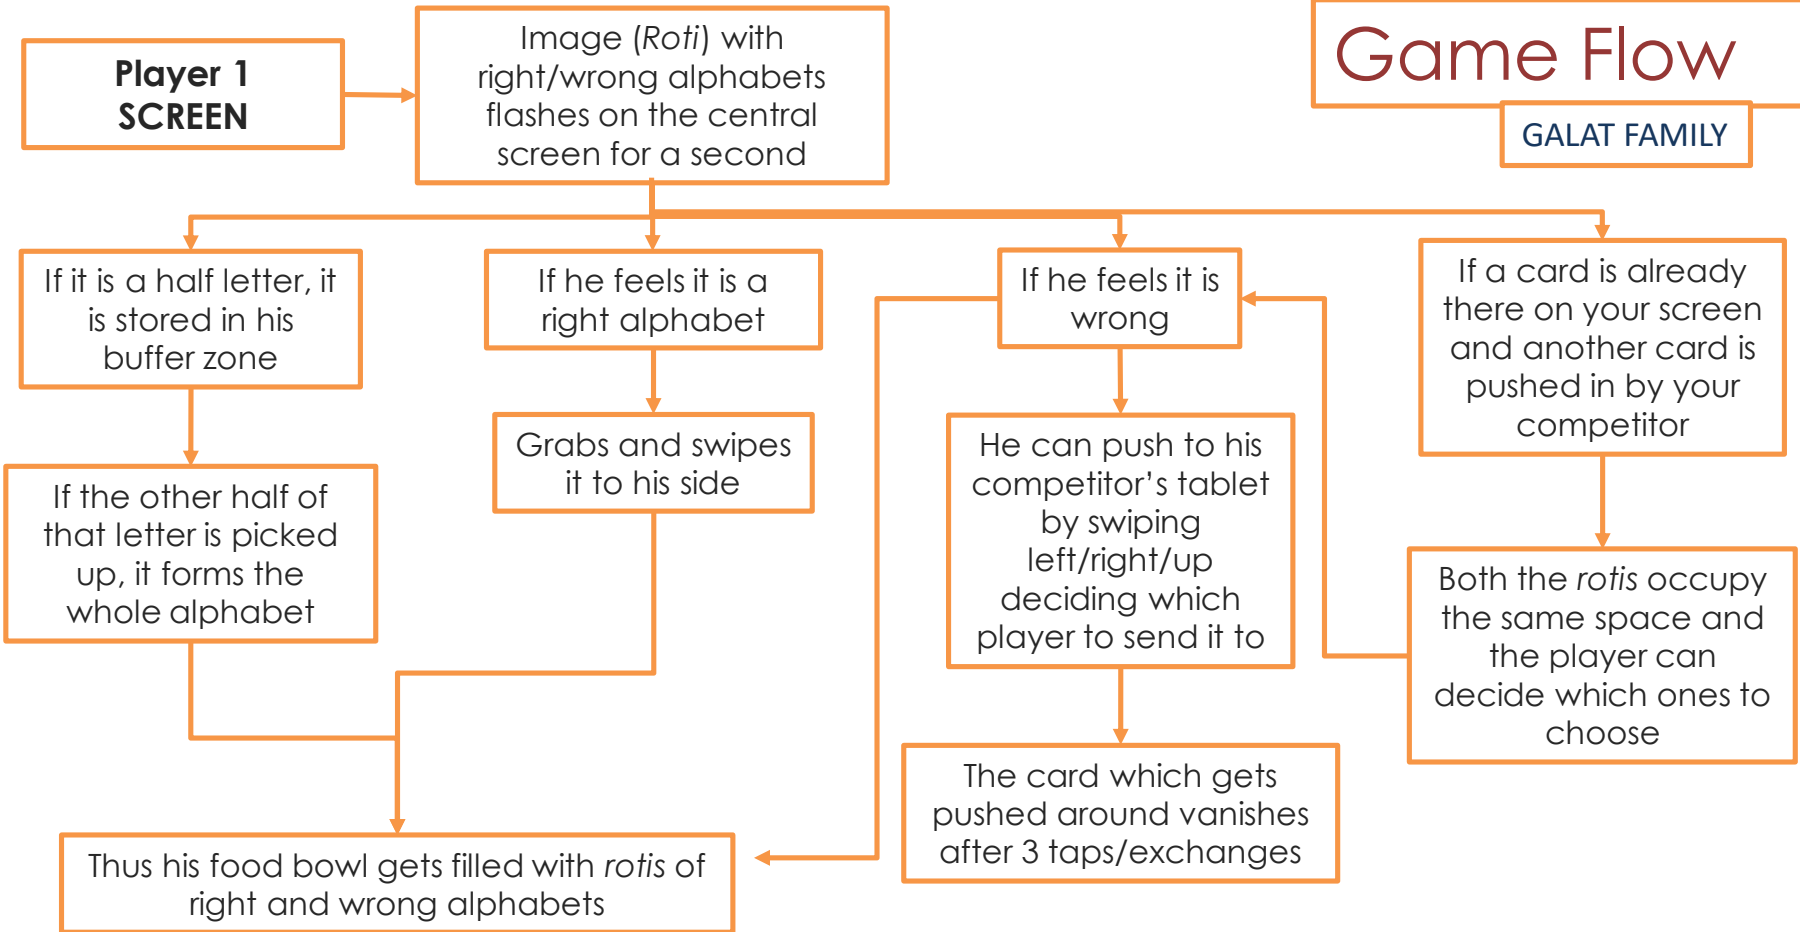 Game Flow
GALAT FAMILY
Player 1
SCREEN
Image (Roti) with
right/wrong alphabets
flashes on the central
screen for a second
If it is a half letter, it
is stored in his
buffer zone
If he feels it is a
right alphabet
If he feels it is
wrong
If a card is already
there on your screen
and another card is
pushed in by your
competitor
If the other half of
that letter is picked
up, it forms the
whole alphabet
Grabs and swipes
it to his side
He can push to his
competitor’s tablet
by swiping
left/right/up
deciding which
player to send it to
Both the rotis occupy
the same space and
the player can
decide which ones to
choose
The card which gets
pushed around vanishes
after 3 taps/exchanges
Thus his food bowl gets filled with rotis of
right and wrong alphabets